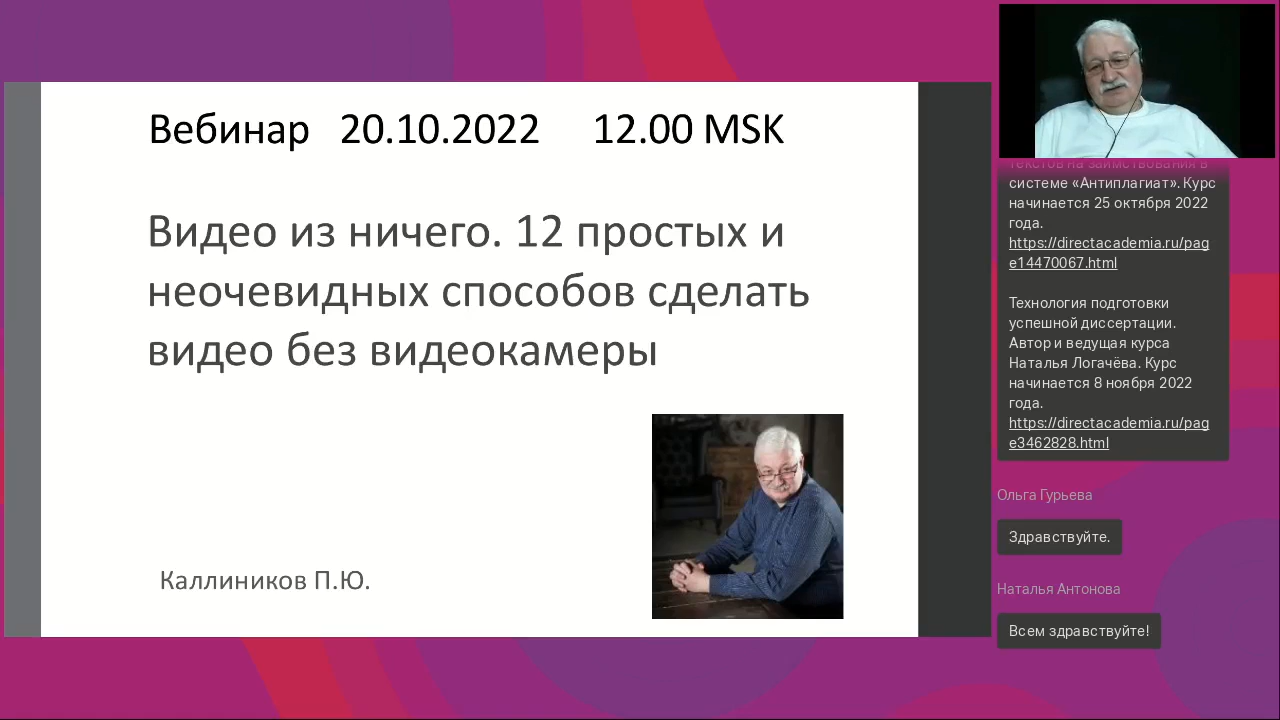 Вебинар 20.10.2022 12.00 MSK
Видео из ничего. 12 простых и
неочевидных способов сделать
видео без видеокамеры
Каллиников П.Ю.
текстов на заимствования в
системе «Антиплагиат». Курс
начинается 25 октября 2022
года.
https://directacademia.ru/pag
e14470067.html
Технология подготовки
успешной диссертации.
Автор и ведущая курса
Наталья Логачёва. Курс
начинается 8 ноября 2022
года.
https://directacademia.ru/pag
e3462828.html
Ольга Гурьева
Здравствуйте.
Наталья Антонова
Всем здравствуйте!